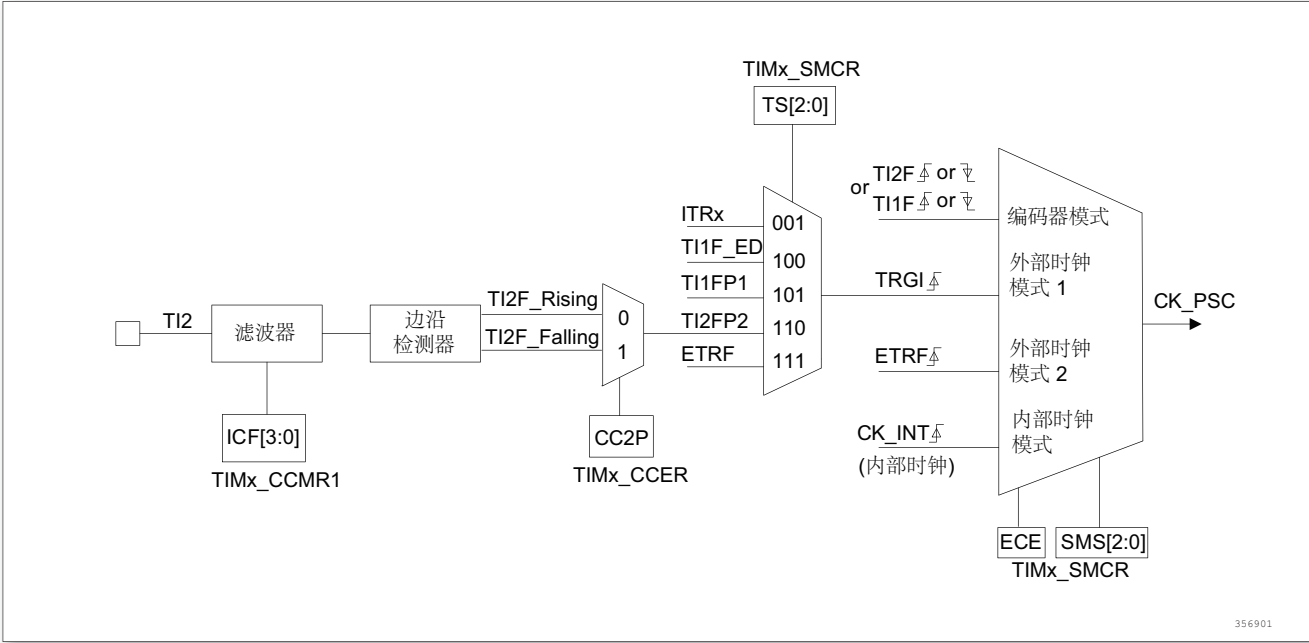 TIMx_SMCR
TS[2:0]
TI2F or
or
TI1F or
ITRx
001
编码器模式
TI1F_ED
100
外部时钟
模式 1
TI1FP1
101
TRGI
TI2F_Rising
CK_PSC
TI2
滤波器
边沿
检测器
0
TI2FP2
110
TI2F_Falling
1
ETRF
111
ETRF
外部时钟
模式 2
ICF[3:0]
CC2P
CK_INT
内部时钟
模式
(内部时钟)
TIMx_CCMR1
TIMx_CCER
ECE
SMS[2:0]
TIMx_SMCR
356901